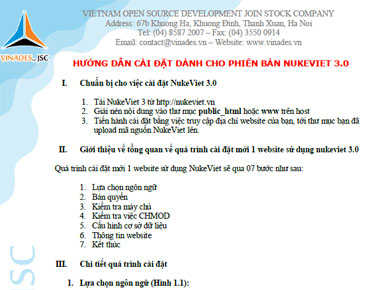 VIETNAM OPEN SOURCE DEVELOPMENT JOIN STOCK COMPANY
Address: 67b Khuong Ha, Khuong Đinh, Thanh Xuan, Ha Noi
Tel: (04) 8587 2007 – Fax: (04) 3550 0914
Email: contact@vinades.vn – Website: www.vinades.vn
VINADES., JSC
HƯỚNG DẪN CÀI ĐẶT DÀNH CHO PHIÊN BẢN NUKEVIET 3.0
I. Chuẩn bị cho việc cài đặt NukeViet 3.0
1. Tải NukeViet 3 từ http://nukeviet.vn
2. Giải nén nội dung vào thư mục public_html hoặc www trên host
3. Tiến hành cài đặt bằng việc truy cập địa chỉ website của bạn, tới thư mục bạn đã
upload mã nguồn NukeViet lên.
II. Giới thiệu về tổng quan về quá trình cài đặt mới 1 website sử dụng nukeviet 3.0
Quá trình cài đặt mới 1 website sử dụng NukeViet sẽ qua 07 bước như sau:
1. Lựa chọn ngôn ngữ
2. Bản quyền
3. Kiểm tra máy chủ
4. Kiểm tra việc CHMOD
5. Cấu hình cơ sở dữ liệu
6. Thông tin website
7. Kết thúc
III. Chi tiết quá trình cài đặt
1. Lựa chọn ngôn ngữ (Hình 1.1):
SC